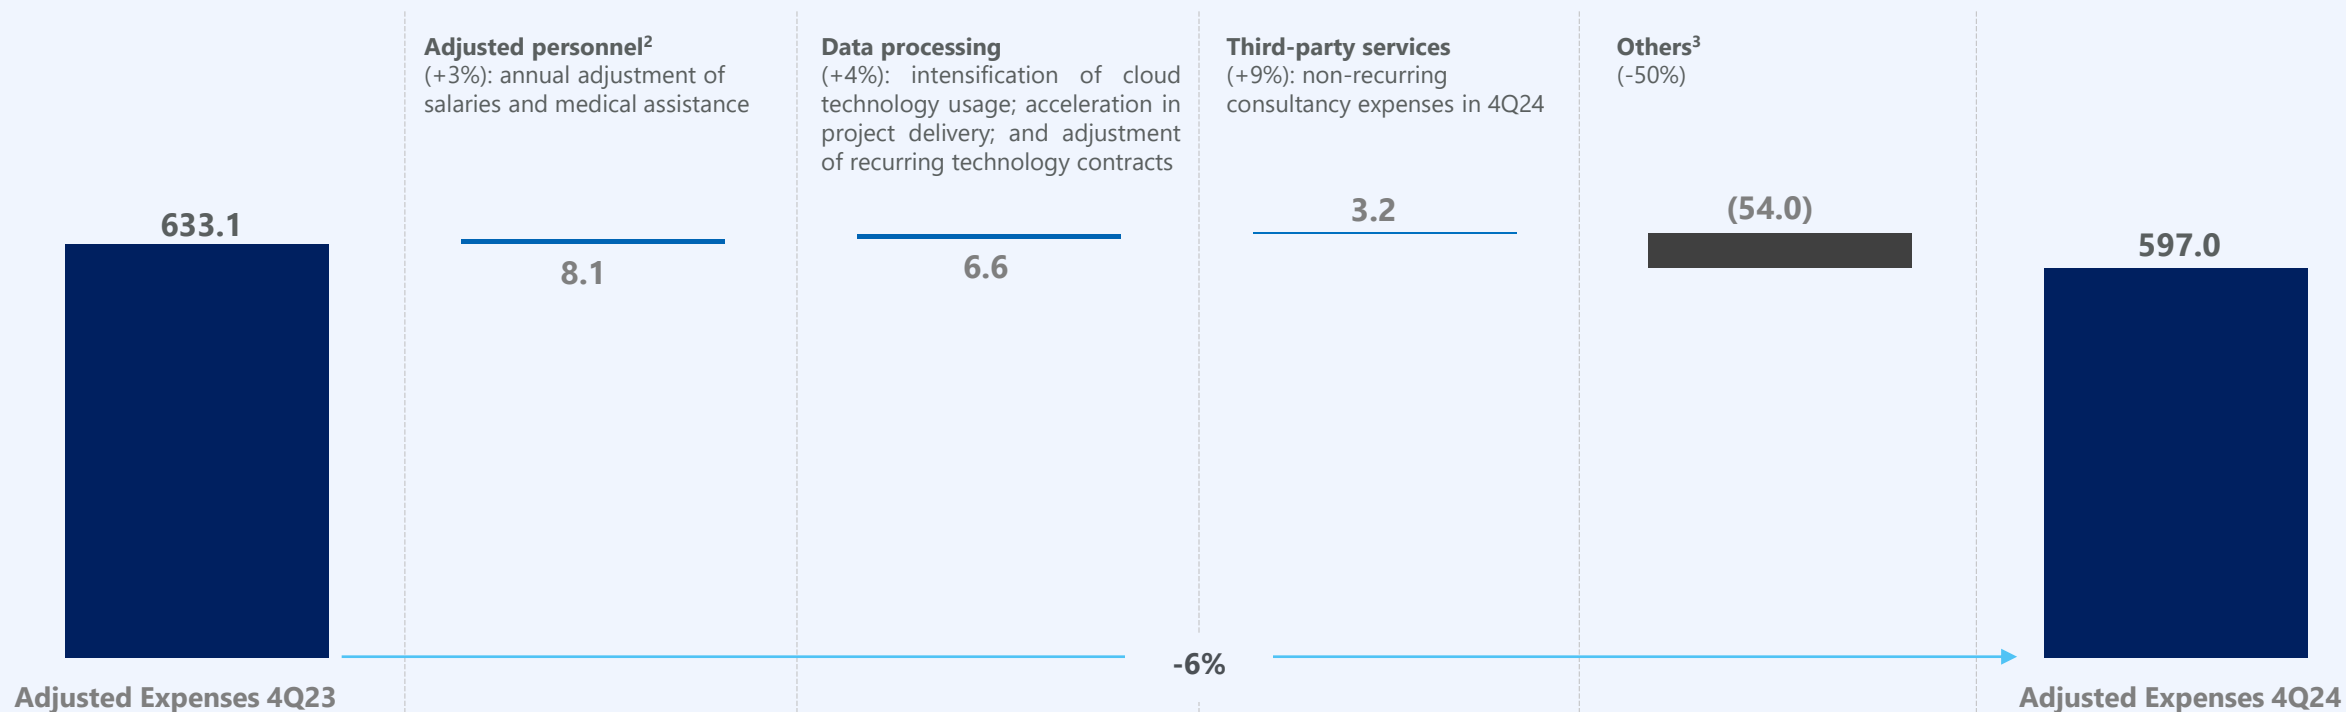 Adjusted personnel²
(+3%): annual adjustment of
salaries and medical assistance
Data processing
(+4%): intensification of cloud
technology usage; acceleration in
project delivery; and adjustment
of recurring technology contracts
Third-party services
(+9%): non-recurring
consultancy expenses in 4Q24
Others³
(-50%)
633.1
8.1
6.6
3.2
(54.0)
597.0
-6%
Adjusted Expenses 4Q23
Adjusted Expenses 4Q24